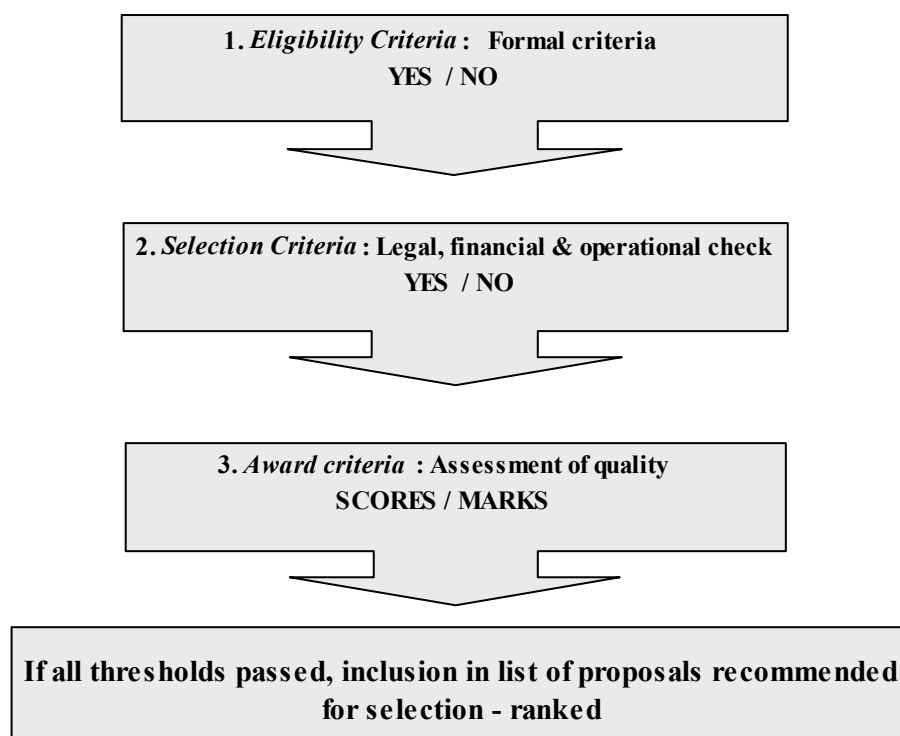 1. Eligibility Criteria : Formal criteria
YES / NO
2. Selection Criteria : Legal, financial & operational check
YES / NO
3. Award criteria : Assessment of quality
SCORES / MARKS
If all thresholds passed, inclusion in list of proposals recommended
for selection - ranked